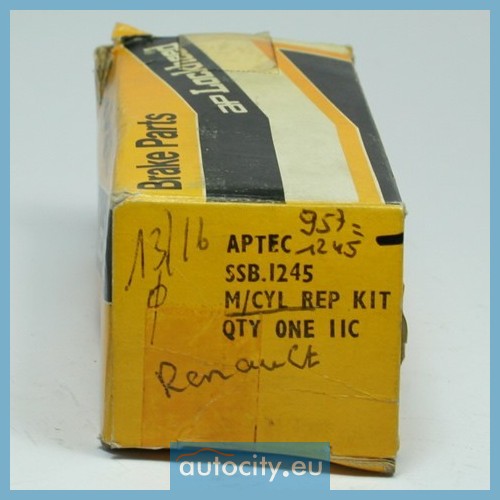 AP Lockheed
Brake Parts
13/16
Φ
957=
APTEC 1245
SSB.1245
M/CYL REP KIT
QTY ONE IIC
Renault
autocity.eu